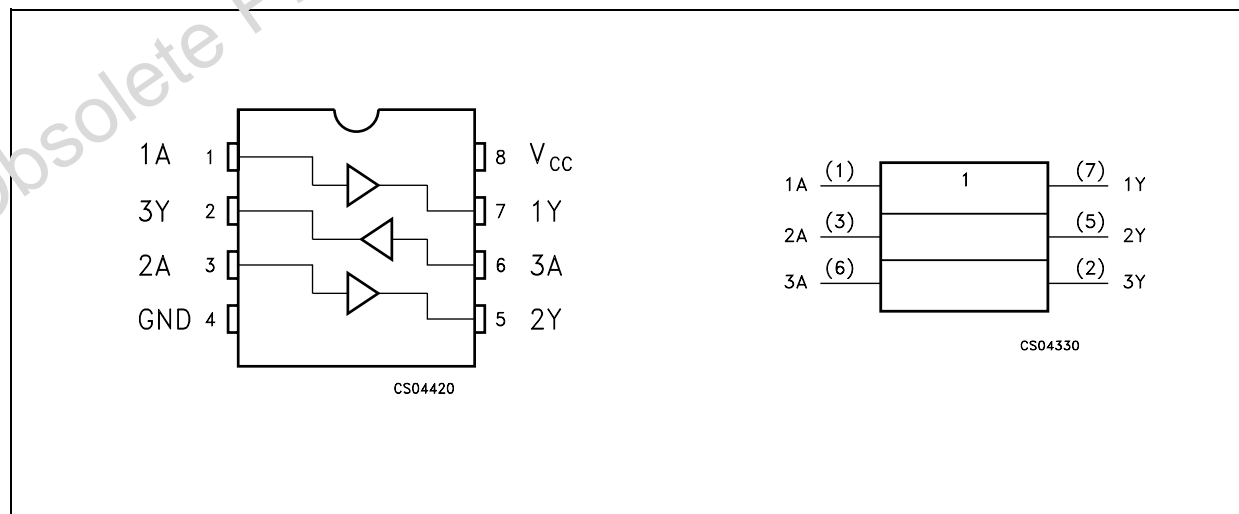 Obsolete P
1A 1
3Y 2
2A 3
GND 4
8 VCC
7 1Y
6 3A
5 2Y
CS04420
1A (1)
2A (3)
3A (6)
1
(7) 1Y
(5) 2Y
(2) 3Y
CS04330